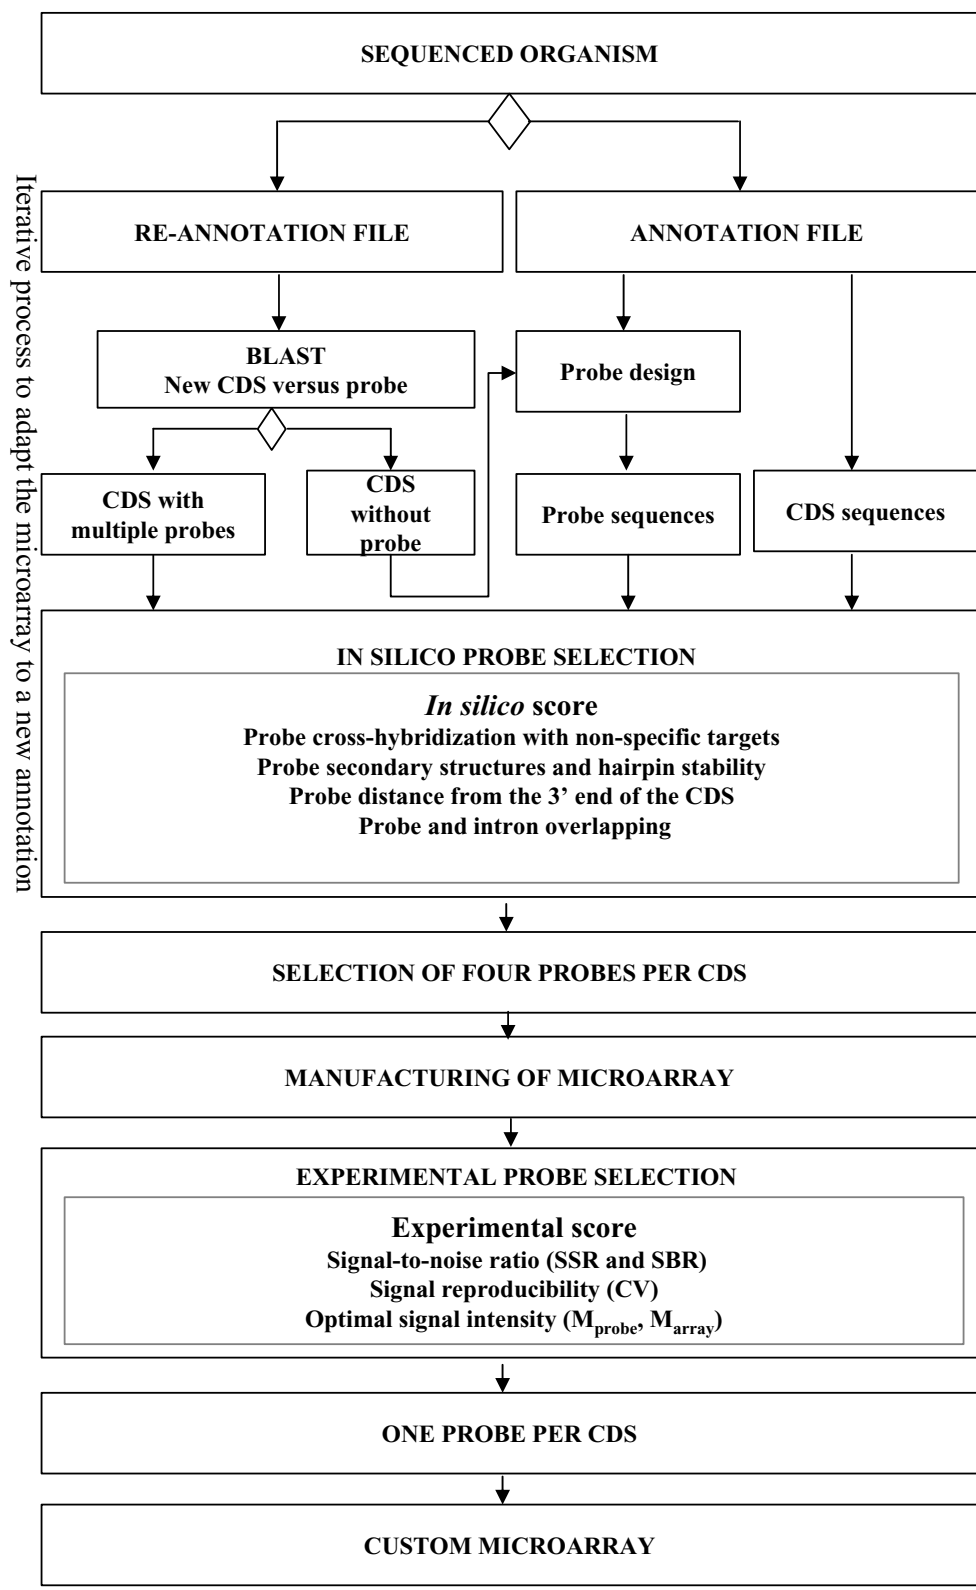 SEQUENCED ORGANISM
RE-ANNOTATION FILE
ANNOTATION FILE
BLAST
New CDS versus probe
Probe design
CDS with
multiple probes
CDS
without
probe
Probe sequences
CDS sequences
Iterative process to adapt the microarray to a new annotation
IN SILICO PROBE SELECTION
In silico score
Probe cross-hybridization with non-specific targets
Probe secondary structures and hairpin stability
Probe distance from the 3’ end of the CDS
Probe and intron overlapping
SELECTION OF FOUR PROBES PER CDS
MANUFACTURING OF MICROARRAY
EXPERIMENTAL PROBE SELECTION
Experimental score
Signal-to-noise ratio (SSR and SBR)
Signal reproducibility (CV)
Optimal signal intensity (Mprobe, Marray)
ONE PROBE PER CDS
CUSTOM MICROARRAY